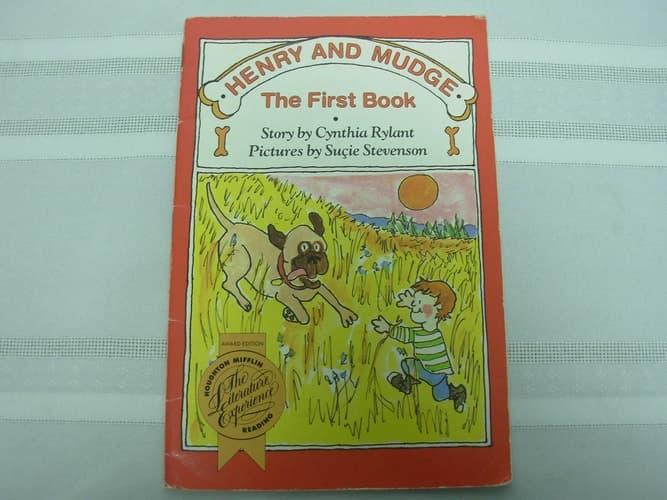 HENRY AND MUDGE
The First Book
Story by Cynthia Rylant
Pictures by Suçie Stevenson
AWARD EDITION
HOUGHTON MIFFLIN
The
Literature
Experience
READING